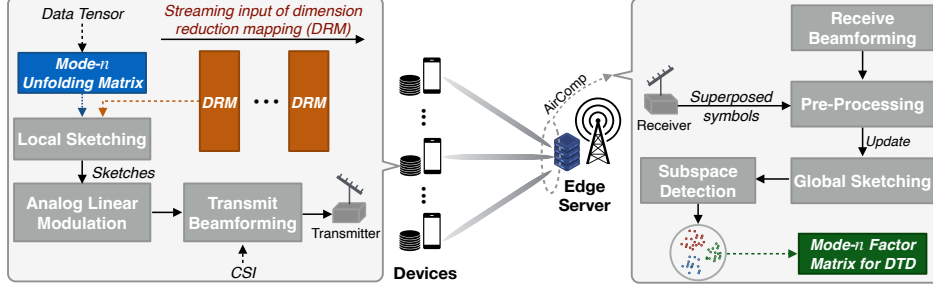 Data Tensor
Streaming input of dimension
reduction mapping (DRM)
Mode-n
Unfolding Matrix
DRM
DRM
Local Sketching
Sketches
Analog Linear
Modulation
Transmit
Beamforming
Transmitter
CSI
Devices
AirComp
Edge
Server
Receive
Beamforming
Receiver
Superposed
symbols
Pre-Processing
Update
Subspace
Detection
Global Sketching
Mode-n Factor
Matrix for DTD